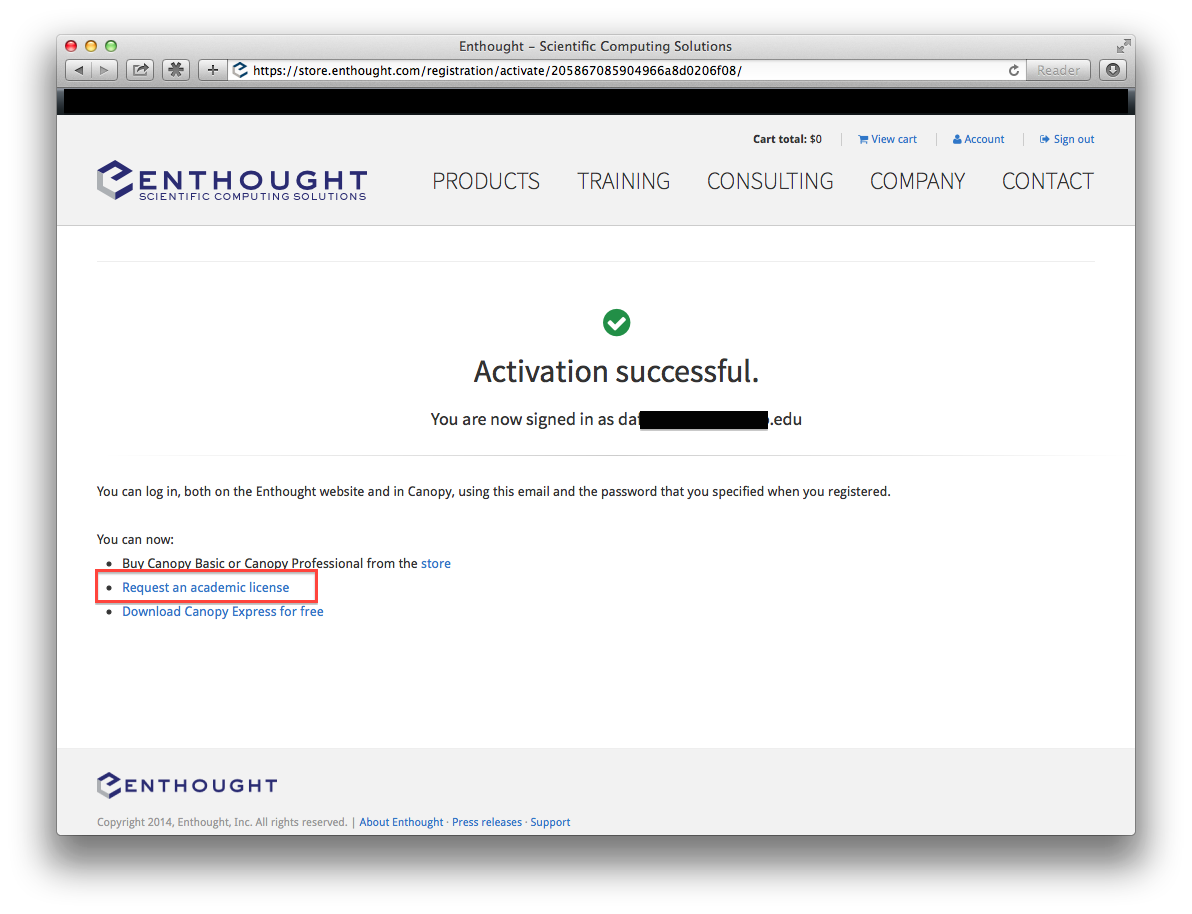 Enthought – Scientific Computing Solutions
https://store.enthought.com/registration/activate/205867085904966a8d0206f08/
Reader
Cart total: $0 View cart Account Sign out
ENTHOUGHT
SCIENTIFIC COMPUTING SOLUTIONS
PRODUCTS TRAINING CONSULTING COMPANY CONTACT
Activation successful.
You are now signed in as da .edu
You can log in, both on the Enthought website and in Canopy, using this email and the password that you specified when you registered.
You can now:
• Buy Canopy Basic or Canopy Professional from the store
• Request an academic license
• Download Canopy Express for free
ENTHOUGHT
Copyright 2014, Enthought, Inc. All rights reserved. | About Enthought · Press releases · Support